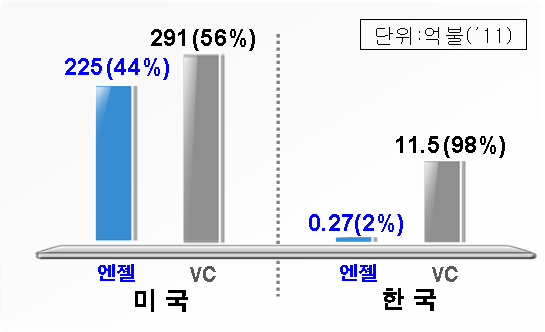 단위:억불('11)
291(56%)
225(44%)
11.5(98%)
0.27(2%)
엔젤 VC 엔젤 VC
미 국 한 국